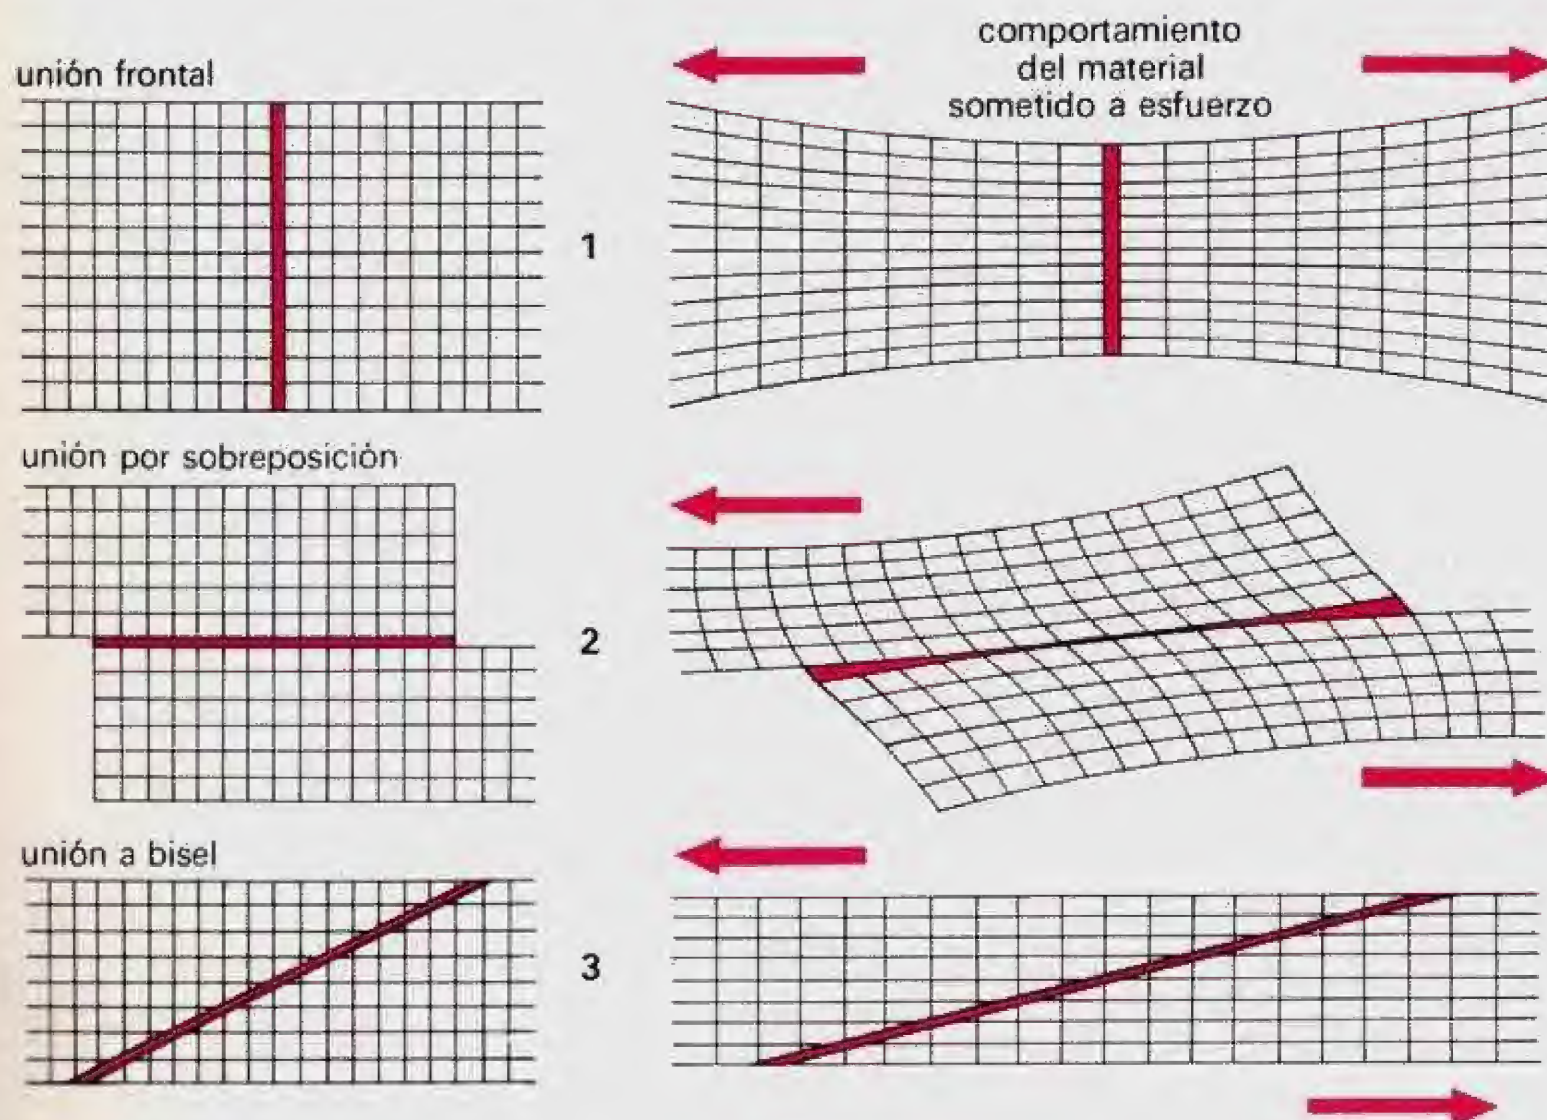 unión frontal
comportamiento
del material
sometido a esfuerzo
1
unión por sobreposición
2
unión a bisel
3